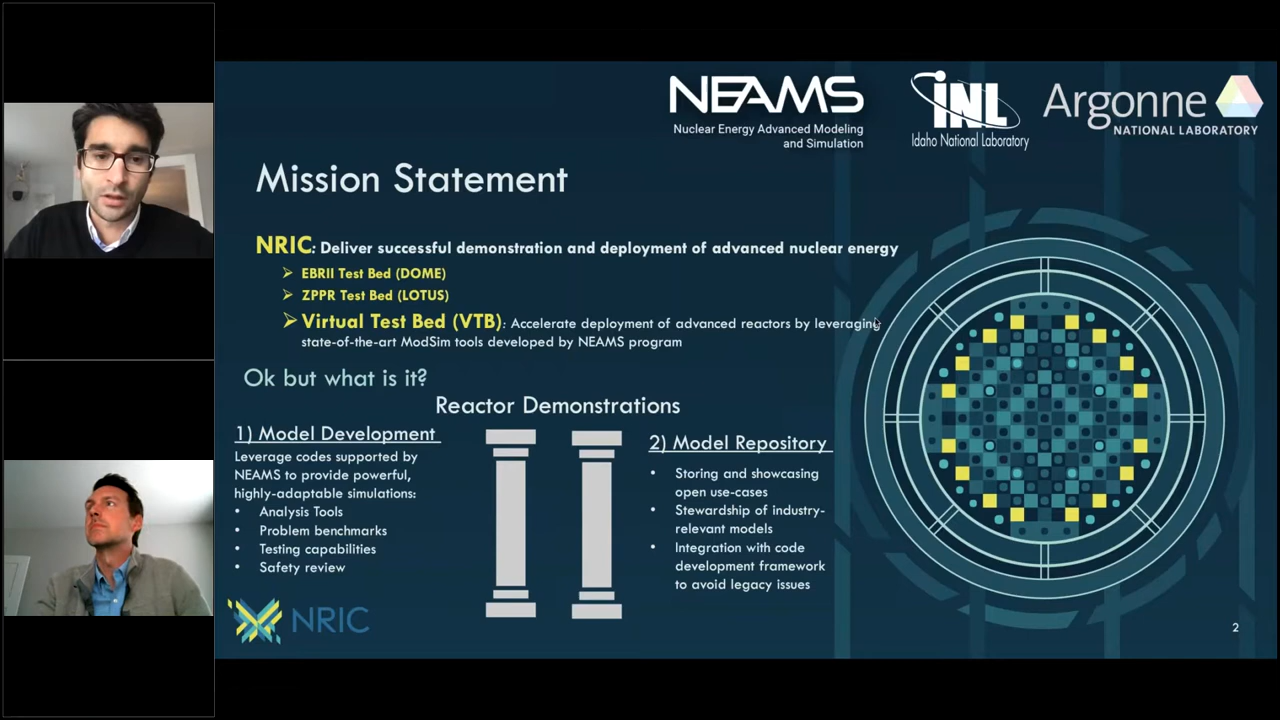 NEAMS
Nuclear Energy Advanced Modeling
and Simulation
INL
Idaho National Laboratory
Argonne
NATIONAL LABORATORY
Mission Statement
NRIC: Deliver successful demonstration and deployment of advanced nuclear energy
➢ EBRII Test Bed (DOME)
➢ ZPPR Test Bed (LOTUS)
➢ Virtual Test Bed (VTB): Accelerate deployment of advanced reactors by leveraging
state-of-the-art ModSim tools developed by NEAMS program
Ok but what is it?
Reactor Demonstrations
1) Model Development
Leverage codes supported by
NEAMS to provide powerful,
highly-adaptable simulations:
• Analysis Tools
• Problem benchmarks
• Testing capabilities
• Safety review
2) Model Repository
• Storing and showcasing
open use-cases
• Stewardship of industry-
relevant models
• Integration with code
development framework
to avoid legacy issues
NRIC
2